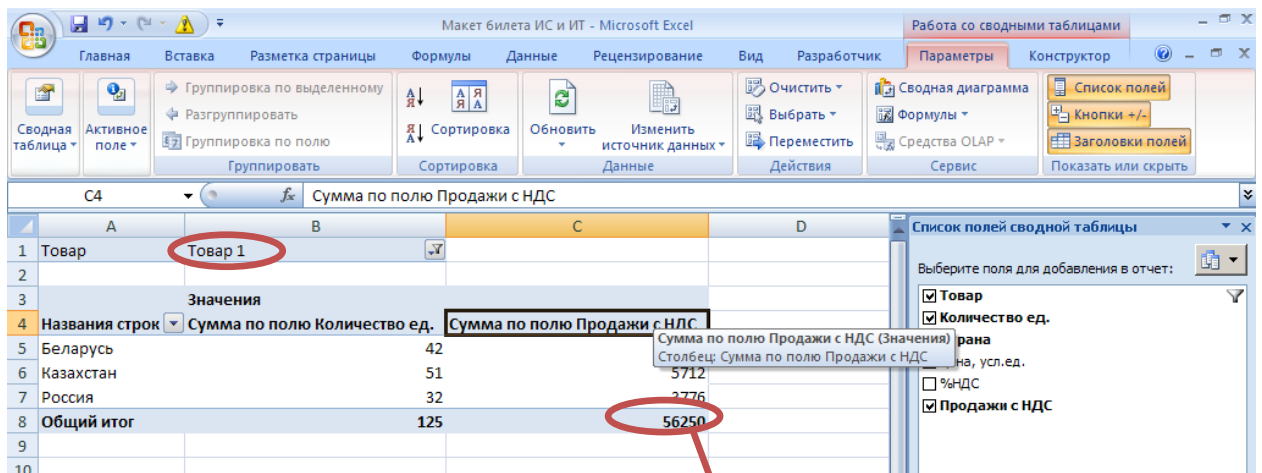 Макет билета ИС и ИТ - Microsoft Excel
Работа со сводными таблицами
Главная Вставка Разметка страницы Формулы Данные Рецензирование Вид Разработчик Параметры Конструктор
Сводная таблица
Активное поле
Группировка по выделенному
Разгруппировать
Группировка по полю
Группировать
Сортировка
Сортировка
Обновить
Изменить источник данных
Данные
Очистить
Выбрать
Переместить
Действия
Сводная диаграмма
Формулы
Средства OLAP
Сервис
Список полей
Кнопки +/-
Заголовки полей
Показать или скрыть
C4 fx Сумма по полю Продажи с НДС
A B C D
1 Товар Товар 1
2
3 Значения
4 Названия строк Сумма по полю Количество ед. Сумма по полю Продажи с НДС
5 Беларусь 42
6 Казахстан 51 5712
7 Россия 32 3776
8 Общий итог 125 56250
9
10
Сумма по полю Продажи с НДС (Значения)
Столбец: Сумма по полю Продажи с НДС
Список полей сводной таблицы
Выберите поля для добавления в отчет:
Товар
Количество ед.
%НДС
Продажи с НДС